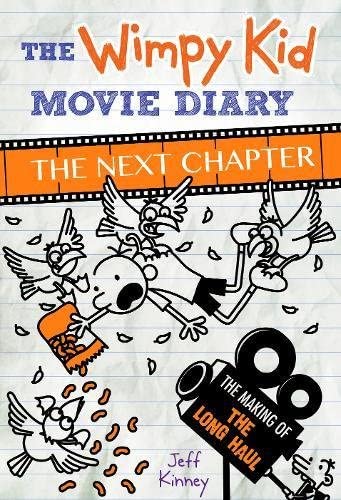 THE Wimpy Kid
MOVIE DIARY
THE NEXT CHAPTER
THE MAKING OF
THE
LONG HAUL
Jeff
Kinney